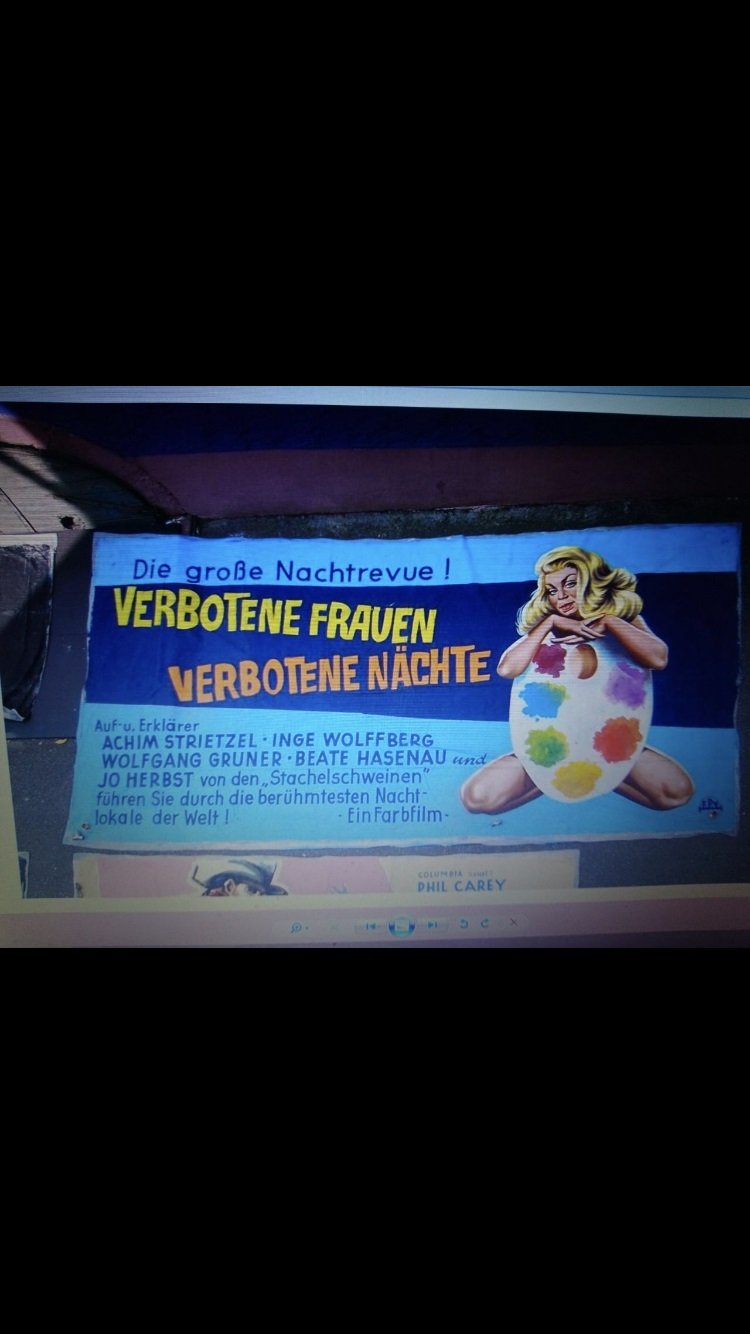 Die große Nachtrevue!
VERBOTENE FRAUEN
VERBOTENE NÄCHTE
Auf-u. Erklärer
ACHIM STRIETZEL · INGE WOLFFBERG
WOLFGANG GRUNER · BEATE HASENAU und
JO HERBST von den „Stachelschweinen"
führen Sie durch die berühmtesten Nacht-
lokale der Welt! - Ein Farbfilm -
COLUMBIA
PHIL CAREY